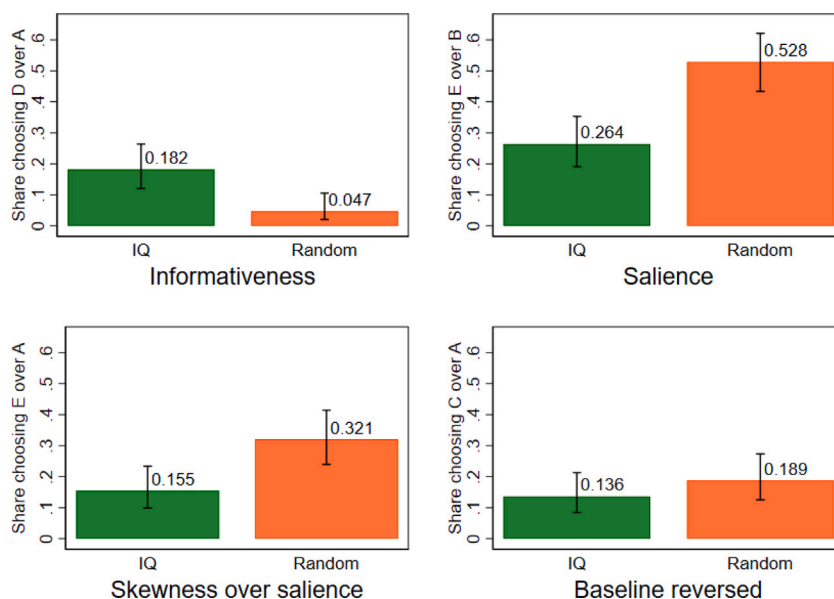 Share choosing D over A
0 .1 .2 .3 .4 .5 .6
0.182
0.047
IQ Random
Informativeness
Share choosing E over B
0 .1 .2 .3 .4 .5 .6
0.264
0.528
IQ Random
Salience
Share choosing E over A
0 .1 .2 .3 .4 .5 .6
0.155
0.321
IQ Random
Skewness over salience
Share choosing C over A
0 .1 .2 .3 .4 .5 .6
0.136
0.189
IQ Random
Baseline reversed